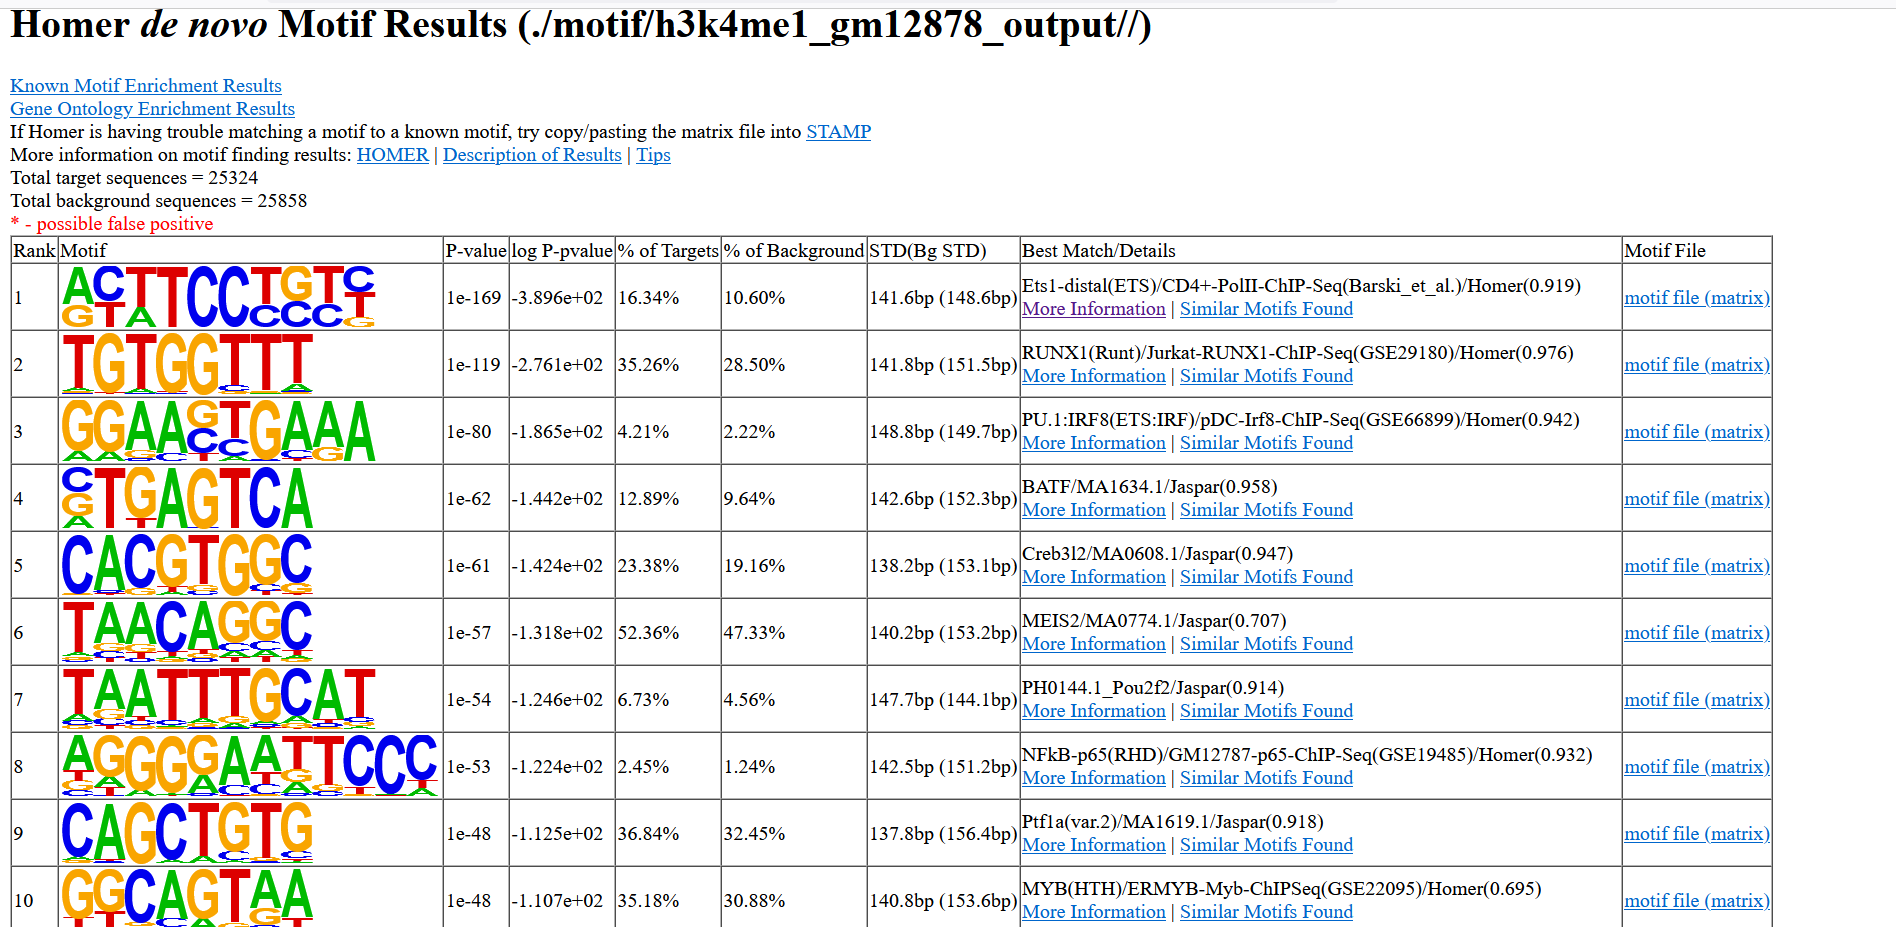 Homer de novo Motif Results (./motif/h3k4me1_gm12878_output//)
Known Motif Enrichment Results
Gene Ontology Enrichment Results
If Homer is having trouble matching a motif to a known motif, try copy/pasting the matrix file into STAMP
More information on motif finding results: HOMER | Description of Results | Tips
Total target sequences = 25324
Total background sequences = 25858
* - possible false positive
Rank Motif P-value log P-pvalue % of Targets % of Background STD(Bg STD) Best Match/Details Motif File
1 ACTTCCTGTC 1e-169 -3.896e+02 16.34% 10.60% 141.6bp (148.6bp) Ets1-distal(ETS)/CD4+-PolII-ChIP-Seq(Barski_et_al.)/Homer(0.919)
More Information | Similar Motifs Found motif file (matrix)
2 TGTGGTTT 1e-119 -2.761e+02 35.26% 28.50% 141.8bp (151.5bp) RUNX1(Runt)/Jurkat-RUNX1-ChIP-Seq(GSE29180)/Homer(0.976)
More Information | Similar Motifs Found motif file (matrix)
3 GGAAGTGAAA 1e-80 -1.865e+02 4.21% 2.22% 148.8bp (149.7bp) PU.1:IRF8(ETS:IRF)/pDC-Irf8-ChIP-Seq(GSE66899)/Homer(0.942)
More Information | Similar Motifs Found motif file (matrix)
4 CTGAGTCA 1e-62 -1.442e+02 12.89% 9.64% 142.6bp (152.3bp) BATF/MA1634.1/Jaspar(0.958)
More Information | Similar Motifs Found motif file (matrix)
5 CACGTGGC 1e-61 -1.424e+02 23.38% 19.16% 138.2bp (153.1bp) Creb3l2/MA0608.1/Jaspar(0.947)
More Information | Similar Motifs Found motif file (matrix)
6 TAACAGGC 1e-57 -1.318e+02 52.36% 47.33% 140.2bp (153.2bp) MEIS2/MA0774.1/Jaspar(0.707)
More Information | Similar Motifs Found motif file (matrix)
7 TAATTTGCAT 1e-54 -1.246e+02 6.73% 4.56% 147.7bp (144.1bp) PH0144.1_Pou2f2/Jaspar(0.914)
More Information | Similar Motifs Found motif file (matrix)
8 AGGGGAATTCCC 1e-53 -1.224e+02 2.45% 1.24% 142.5bp (151.2bp) NFkB-p65(RHD)/GM12787-p65-ChIP-Seq(GSE19485)/Homer(0.932)
More Information | Similar Motifs Found motif file (matrix)
9 CAGCTGTG 1e-48 -1.125e+02 36.84% 32.45% 137.8bp (156.4bp) Ptf1a(var.2)/MA1619.1/Jaspar(0.918)
More Information | Similar Motifs Found motif file (matrix)
10 GGCAGTAA 1e-48 -1.107e+02 35.18% 30.88% 140.8bp (153.6bp) MYB(HTH)/ERMYB-Myb-ChIPSeq(GSE22095)/Homer(0.695)
More Information | Similar Motifs Found motif file (matrix)